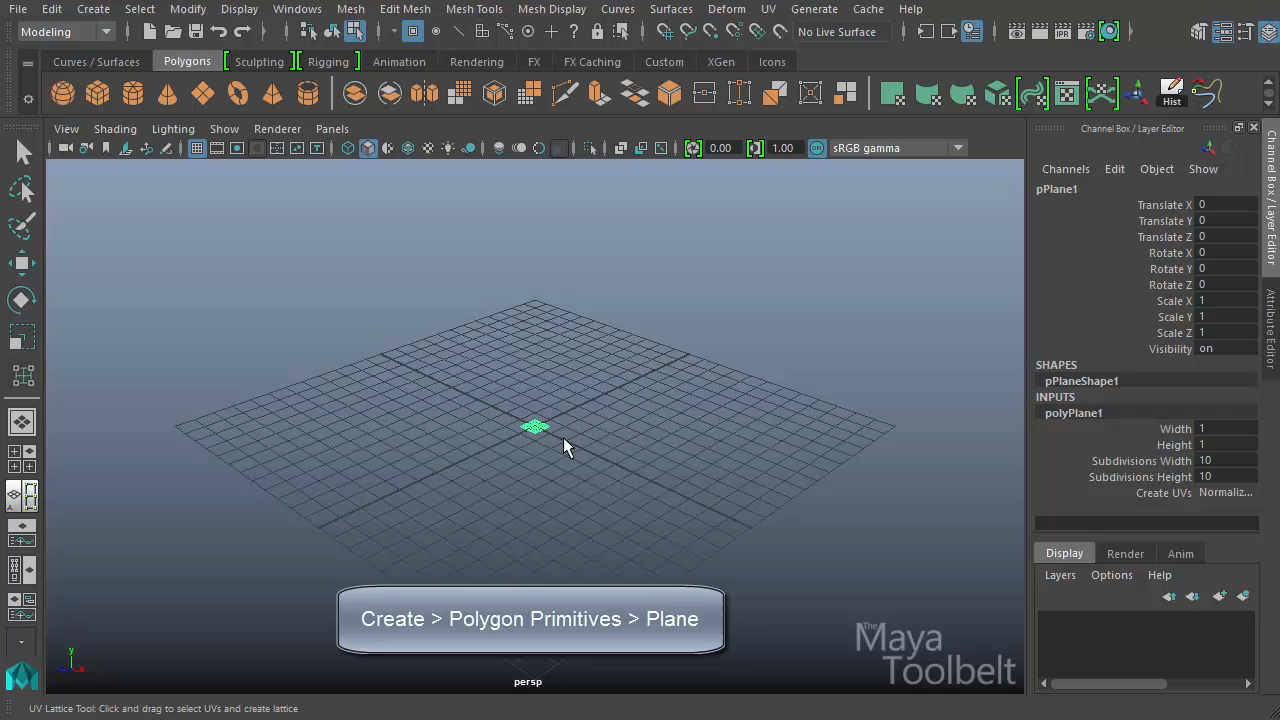 File Edit Create Select Modify Display Windows Mesh Edit Mesh Mesh Tools Mesh Display Curves Surfaces Deform UV Generate Cache Help
Modeling No Live Surface IPR
Curves / Surfaces Polygons Sculpting Rigging Animation Rendering FX FX Caching Custom XGen Icons
Hist
View Shading Lighting Show Renderer Panels
0.00 1.00 ON sRGB gamma
Channel Box / Layer Editor
Channels Edit Object Show
pPlane1
Translate X 0
Translate Y 0
Translate Z 0
Rotate X 0
Rotate Y 0
Rotate Z 0
Scale X 1
Scale Y 1
Scale Z 1
Visibility on
SHAPES
pPlaneShape1
INPUTS
polyPlane1
Width 1
Height 1
Subdivisions Width 10
Subdivisions Height 10
Create UVs Normaliz...
Display Render Anim
Layers Options Help
Channel Box / Layer Editor
Attribute Editor
Create > Polygon Primitives > Plane
The Maya
Toolbelt
y
z x
persp
UV Lattice Tool: Click and drag to select UVs and create lattice